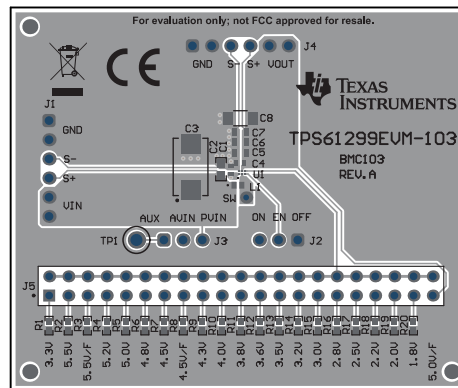 For evaluation only; not FCC approved for resale.
GND S- S+ VOUT J4
TEXAS INSTRUMENTS
J1
GND
C3
C8
C7
C6
C5
C4
C2
C1
U1
L1
TPS61299EVM-103
BMC103
REV.A
S-
S+
VIN
SW
AUX AVIN PVIN
ON EN OFF
TP1
J3
J2
J5
R1 R2 R3 R4 R5 R6 R7 R8 R9 R10 R11 R12 R13 R14 R15 R16 R17 R18 R19 R20
3.3V 5.5V 5.5V/F 5.2V 5.0V 4.8V 4.5V 4.5V/F 4.3V 4.0V 3.8V 3.6V 3.5V 3.2V 3.0V 2.8V 2.5V 2.2V 2.0V 1.8V 5.0V/F